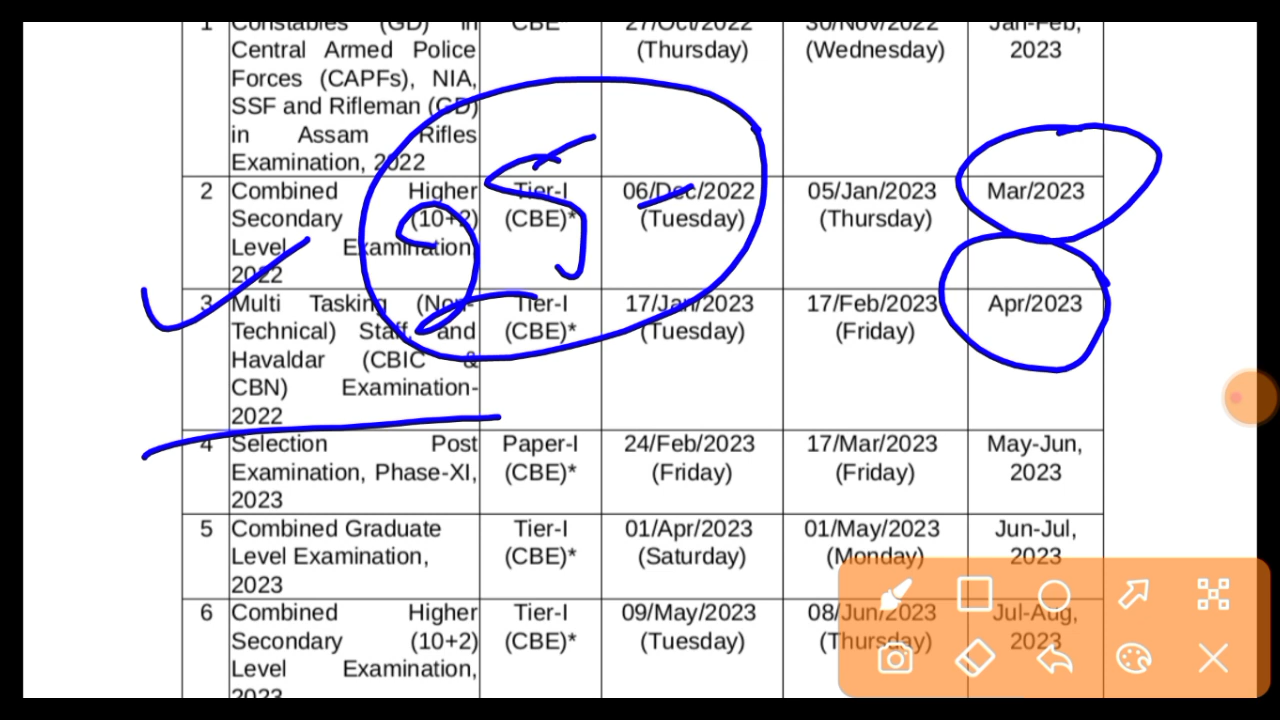 1 Constables (GD) in CBE 27/Oct/2022 30/Nov/2022 Jan-Feb,
Central Armed Police (Thursday) (Wednesday) 2023
Forces (CAPFs), NIA,
SSF and Rifleman (GD)
in Assam Rifles
Examination, 2022
2 Combined Higher Tier-I 06/Dec/2022 05/Jan/2023 Mar/2023
Secondary (10+2) (CBE)* (Tuesday) (Thursday)
Level Examination,
2022
3 Multi Tasking (Non- Tier-I 17/Jan/2023 17/Feb/2023 Apr/2023
Technical) Staff, and (CBE)* (Tuesday) (Friday)
Havaldar (CBIC &
CBN) Examination-
2022
4 Selection Post Paper-I 24/Feb/2023 17/Mar/2023 May-Jun,
Examination, Phase-XI, (CBE)* (Friday) (Friday) 2023
2023
5 Combined Graduate Tier-I 01/Apr/2023 01/May/2023 Jun-Jul,
Level Examination, (CBE)* (Saturday) (Monday) 2023
2023
6 Combined Higher Tier-I 09/May/2023 08/Jun/2023 Jul-Aug,
Secondary (10+2) (CBE)* (Tuesday) (Thursday) 2023
Level Examination,
2023